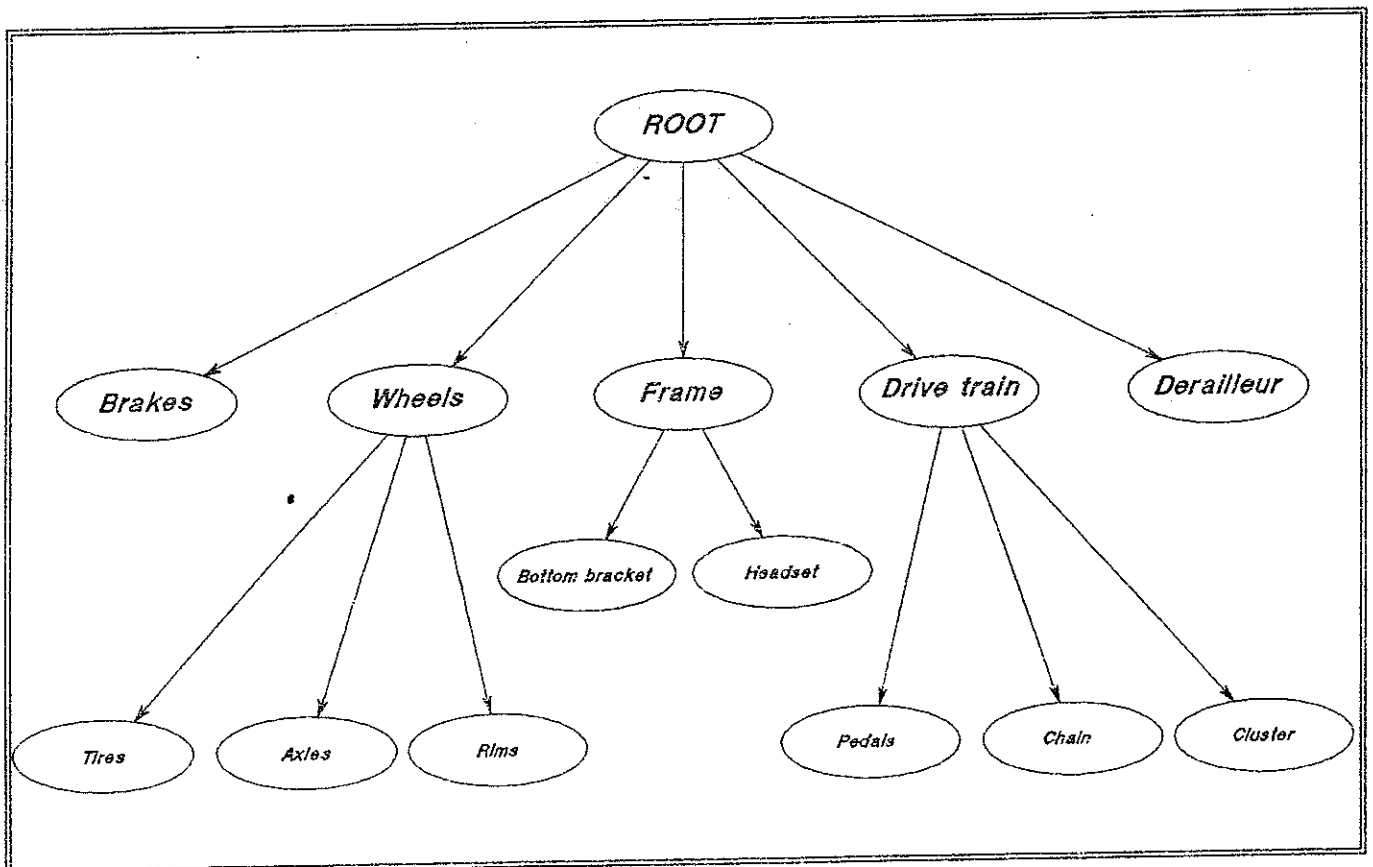 ROOT
Brakes
Wheels
Frame
Drive train
Derailleur
Bottom bracket
Headset
Tires
Axles
Rims
Pedals
Chain
Cluster